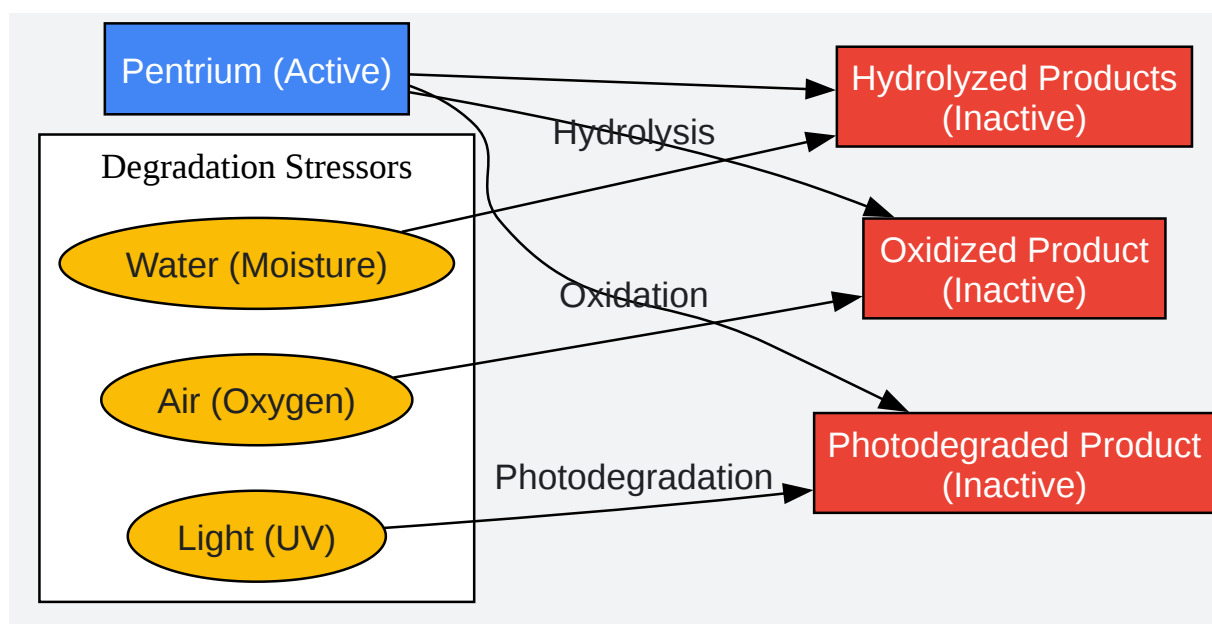 Pentrium (Active)
Degradation Stressors
Water (Moisture)
Air (Oxygen)
Light (UV)
Hydrolysis
Oxidation
Photodegradation
Hydrolyzed Products
(Inactive)
Oxidized Product
(Inactive)
Photodegraded Product
(Inactive)